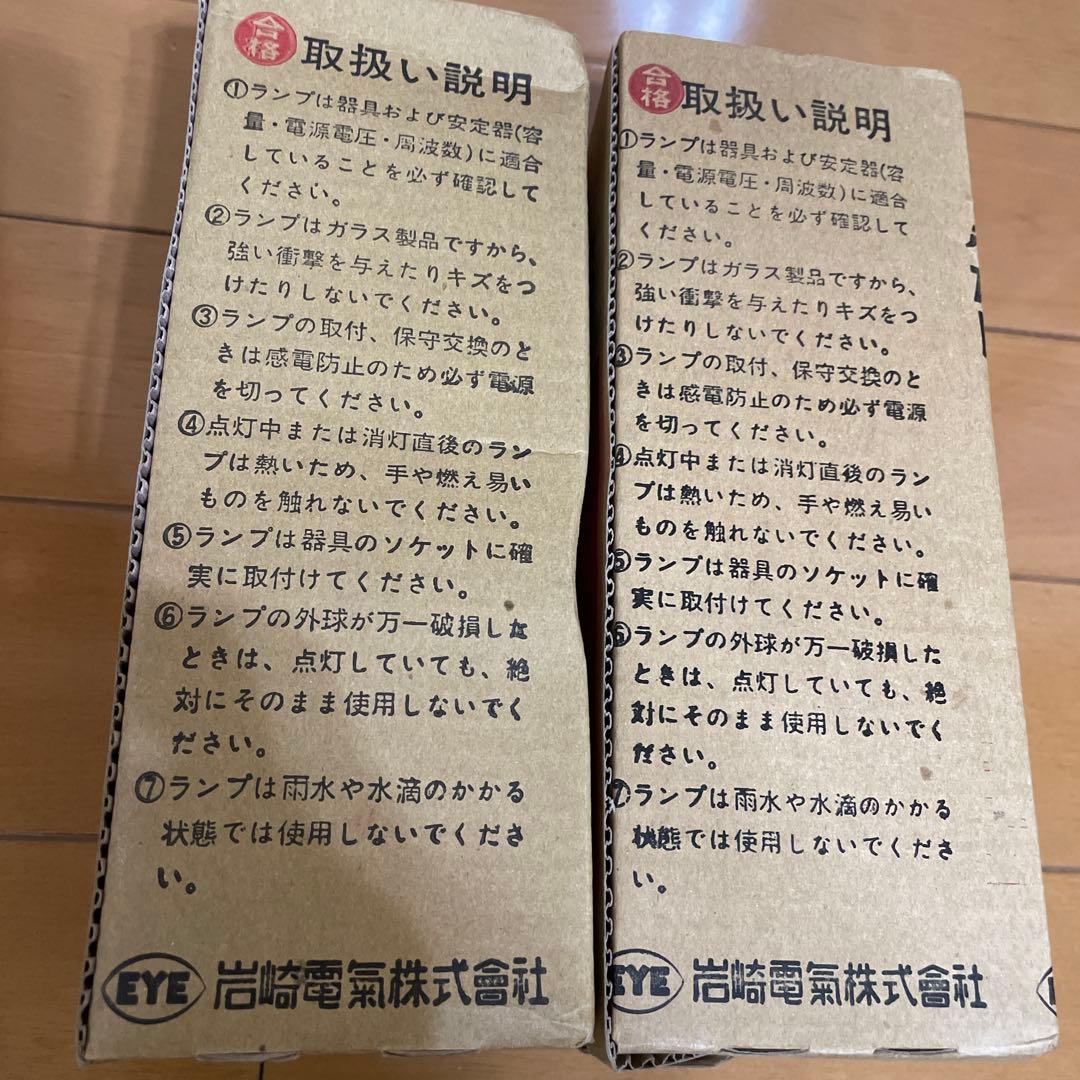 合格
取扱い説明
①ランプは器具および安定器(容
量・電源電圧・周波数)に適合
していることを必ず確認して
ください。
②ランプはガラス製品ですから、
強い衝撃を与えたりキズをつ
けたりしないでください。
③ランプの取付、保守交換のと
きは感電防止のため必ず電源
を切ってください。
④点灯中または消灯直後のラン
プは熱いため、手や燃え易い
ものを触れないでください。
⑤ランプは器具のソケットに確
実に取付けてください。
⑥ランプの外球が万一破損した
ときは、点灯していても、絶
対にそのまま使用しないでく
ださい。
⑦ランプは雨水や水滴のかかる
状態では使用しないでくださ
い。
EYE 岩崎電氣株式會社
合格
取扱い説明
①ランプは器具および安定器(容
量・電源電圧・周波数)に適合
していることを必ず確認して
ください。
②ランプはガラス製品ですから、
強い衝撃を与えたりキズをつ
けたりしないでください。
③ランプの取付、保守交換のと
きは感電防止のため必ず電源
を切ってください。
④点灯中または消灯直後のラン
プは熱いため、手や燃え易い
ものを触れないでください。
⑤ランプは器具のソケットに確
実に取付けてください。
⑥ランプの外球が万一破損した
ときは、点灯していても、絶
対にそのまま使用しないでく
ださい。
⑦ランプは雨水や水滴のかかる
状態では使用しないでくださ
い。
EYE 岩崎電氣株式會社